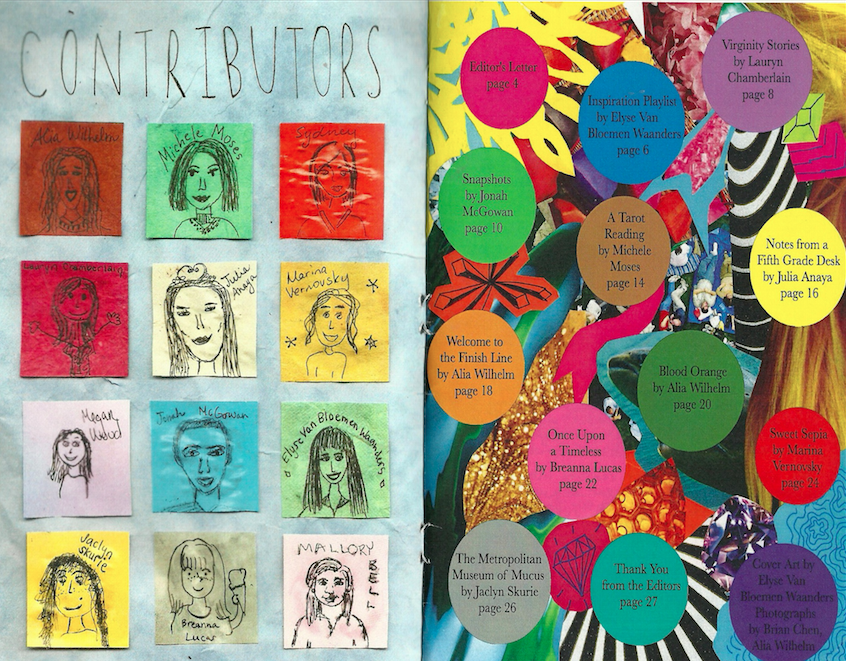 CONTRIBUTORS
Alia Wilhelm
Michele
Moses
Sydney
Lauryn Chamberlain
Julia
Anaya
Marina
Vernovsky
Megan
Jonah McGowan
Elyse Van Bloemen Waanders
Jaclyn
Skurie
Breanna
Lucas
MALLORY
BELL
Editor's Letter
page 4
Inspiration Playlist
by Elyse Van
Bloemen Waanders
page 6
Virginity Stories
by Lauryn
Chamberlain
page 8
Snapshots
by Jonah
McGowan
page 10
A Tarot
Reading
by Michele
Moses
page 14
Notes from a
Fifth Grade Desk
by Julia Anaya
page 16
Welcome to
the Finish Line
by Alia Wilhelm
page 18
Blood Orange
by Alia Wilhelm
page 20
Once Upon
a Timeless
by Breanna Lucas
page 22
Sweet Sepia
by Marina
Vernovsky
page 24
The Metropolitan
Museum of Mucus
by Jaclyn Skurie
page 26
Thank You
from the Editors
page 27
Cover Art by
Elyse Van
Bloemen Waanders
Photographs
by Brian Chen,
Alia Wilhelm